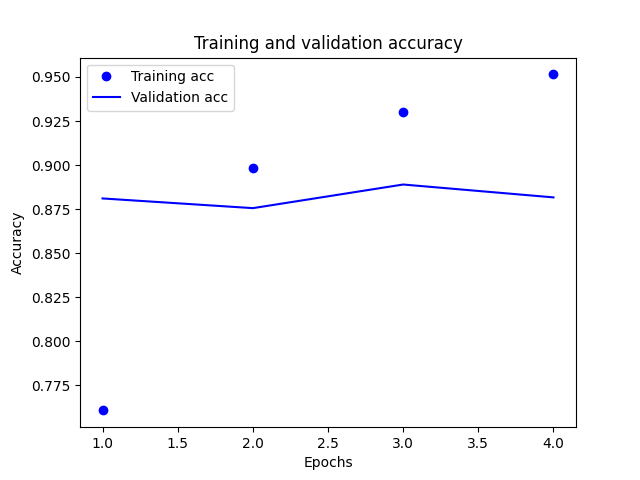 Training and validation accuracy
Training acc
Validation acc
0.950
0.925
0.900
0.875
0.850
0.825
0.800
0.775
Accuracy
1.0 1.5 2.0 2.5 3.0 3.5 4.0
Epochs